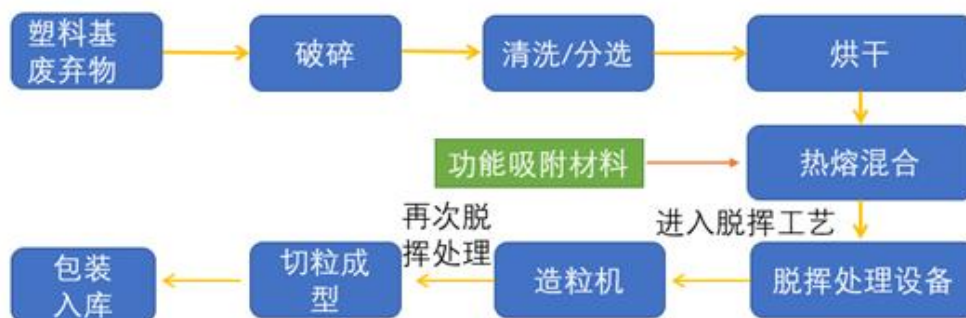 塑料基
废弃物
破碎
清洗/分选
烘干
功能吸附材料
热熔混合
进入脱挥工艺
脱挥处理设备
造粒机
再次脱
挥处理
切粒成
型
包装
入库